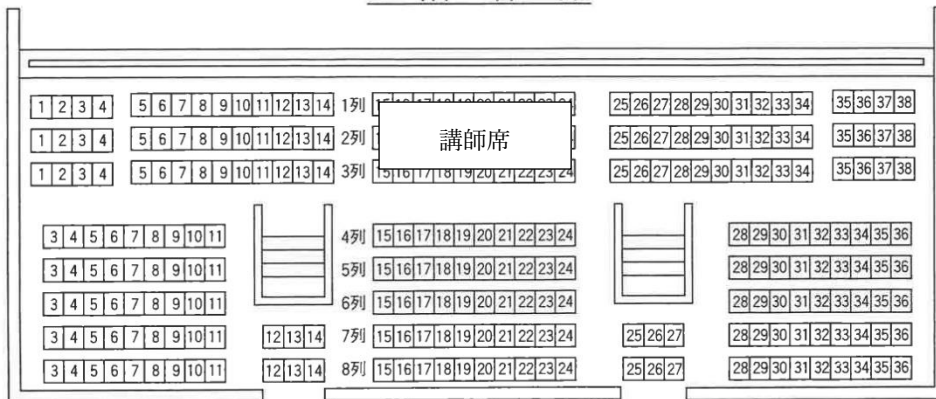 1 2 3 4 5 6 7 8 9 10 11 12 13 14 1列 25 26 27 28 29 30 31 32 33 34 35 36 37 38
1 2 3 4 5 6 7 8 9 10 11 12 13 14 2列 講師席 25 26 27 28 29 30 31 32 33 34 35 36 37 38
1 2 3 4 5 6 7 8 9 10 11 12 13 14 3列 15 16 17 18 19 20 21 22 23 24 25 26 27 28 29 30 31 32 33 34 35 36 37 38
3 4 5 6 7 8 9 10 11 4列 15 16 17 18 19 20 21 22 23 24 28 29 30 31 32 33 34 35 36
3 4 5 6 7 8 9 10 11 5列 15 16 17 18 19 20 21 22 23 24 28 29 30 31 32 33 34 35 36
3 4 5 6 7 8 9 10 11 6列 15 16 17 18 19 20 21 22 23 24 28 29 30 31 32 33 34 35 36
3 4 5 6 7 8 9 10 11 12 13 14 7列 15 16 17 18 19 20 21 22 23 24 25 26 27 28 29 30 31 32 33 34 35 36
3 4 5 6 7 8 9 10 11 12 13 14 8列 15 16 17 18 19 20 21 22 23 24 25 26 27 28 29 30 31 32 33 34 35 36